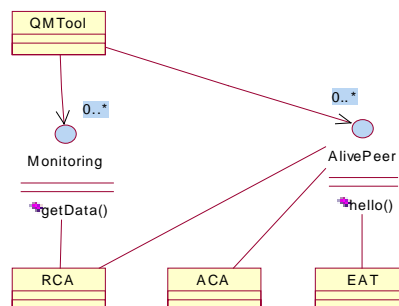 QMTool
0..*
0..*
Monitoring
AlivePeer
getData()
hello()
RCA
ACA
EAT